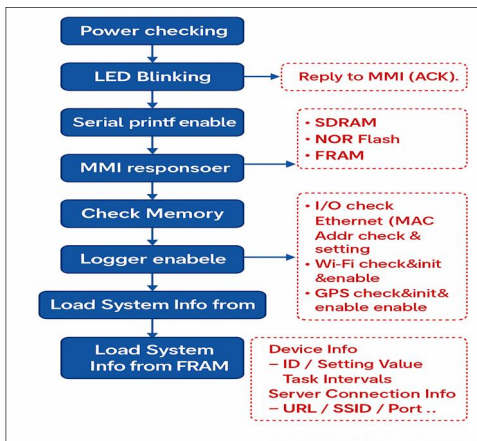 Power checking
LED Blinking
Reply to MMI (ACK).
Serial printf enable
MMI responsoer
• SDRAM
• NOR Flash
• FRAM
Check Memory
Logger enabele
• I/O check
Ethernet (MAC
Addr check &
setting
• Wi-Fi check&init
&enable
• GPS check&init&
enable enable
Load System Info from
Load System
Info from FRAM
Device Info
– ID / Setting Value
Task Intervals
Server Connection Info
– URL / SSID / Port ..